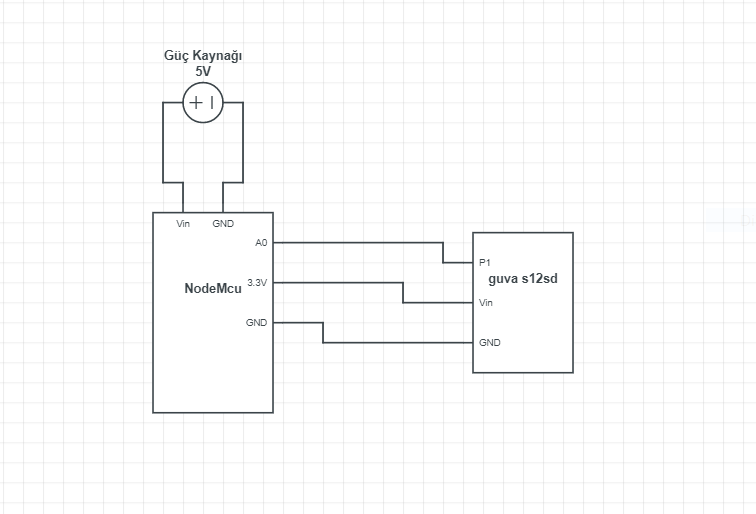 Güç Kaynağı
5V
Vin
GND
A0
3.3V
NodeMcu
GND
P1
guva s12sd
Vin
GND